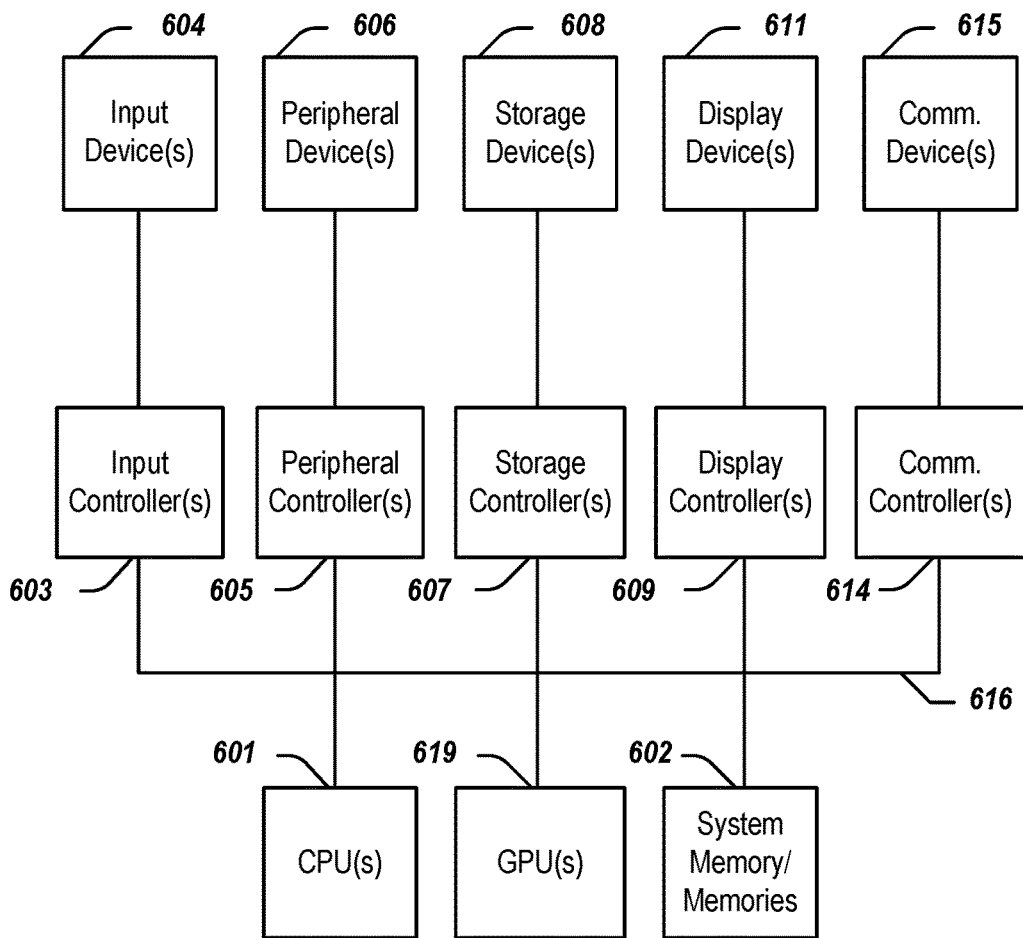 604
606
608
611
615
Input
Device(s)
Peripheral
Device(s)
Storage
Device(s)
Display
Device(s)
Comm.
Device(s)
Input
Controller(s)
Peripheral
Controller(s)
Storage
Controller(s)
Display
Controller(s)
Comm.
Controller(s)
603
605
607
609
614
616
601
619
602
CPU(s)
GPU(s)
System
Memory/
Memories